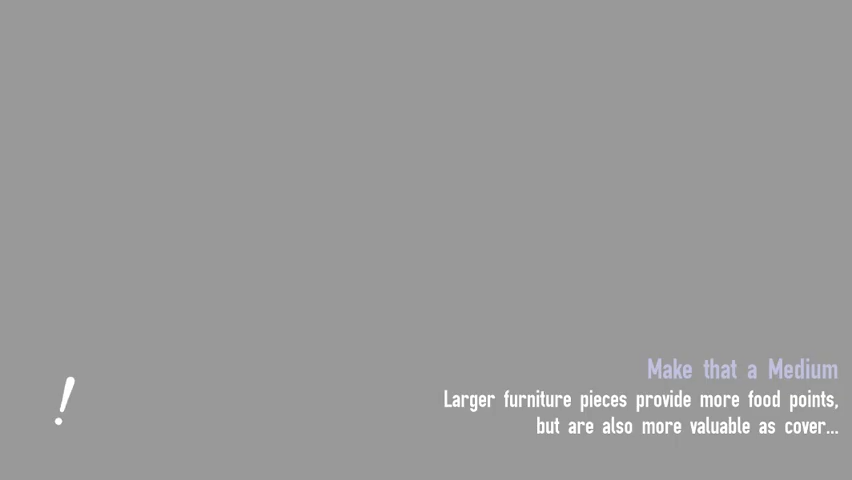 Make that a Medium
Larger furniture pieces provide more food points,
but are also more valuable as cover...
!